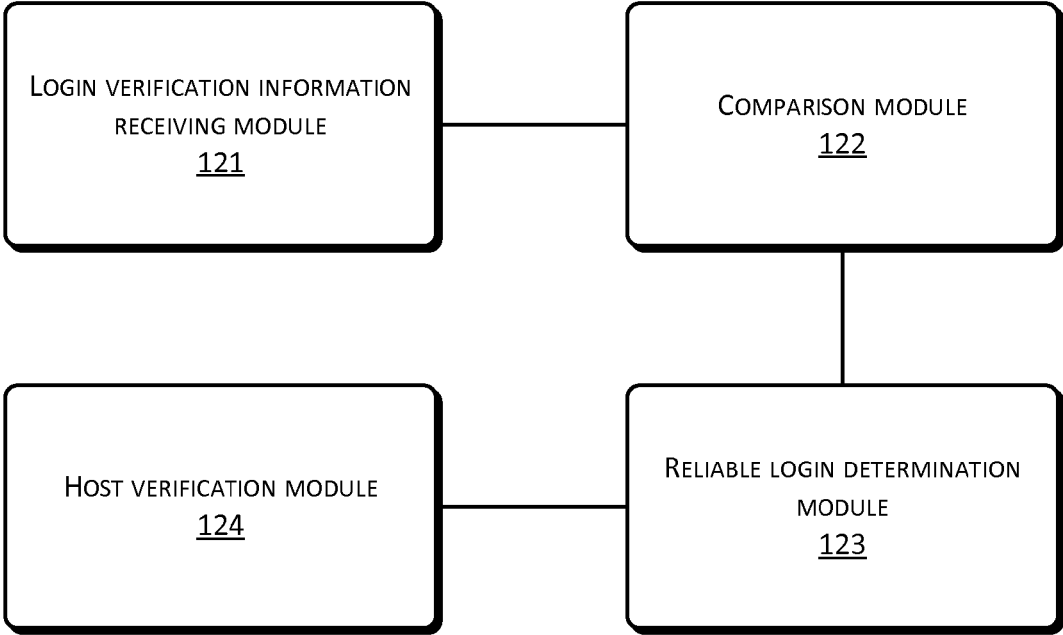 Login verification information
receiving module
121
Comparison module
122
Host verification module
124
Reliable login determination
module
123